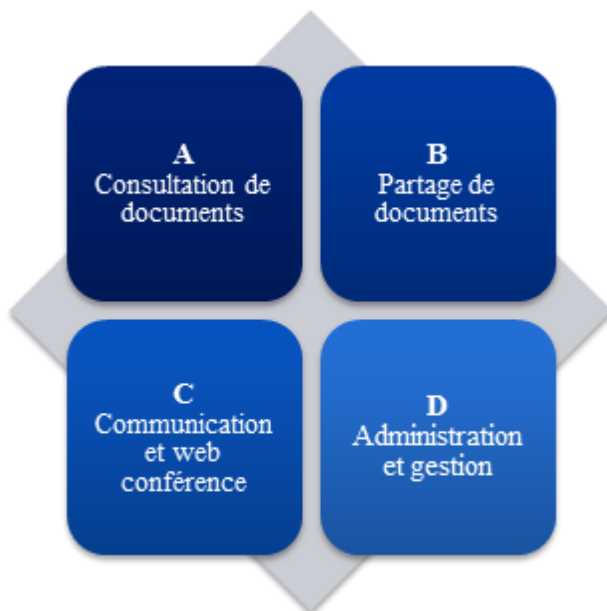 A
Consultation de
documents
B
Partage de
documents
C
Communication
et web
conférence
D
Administration
et gestion